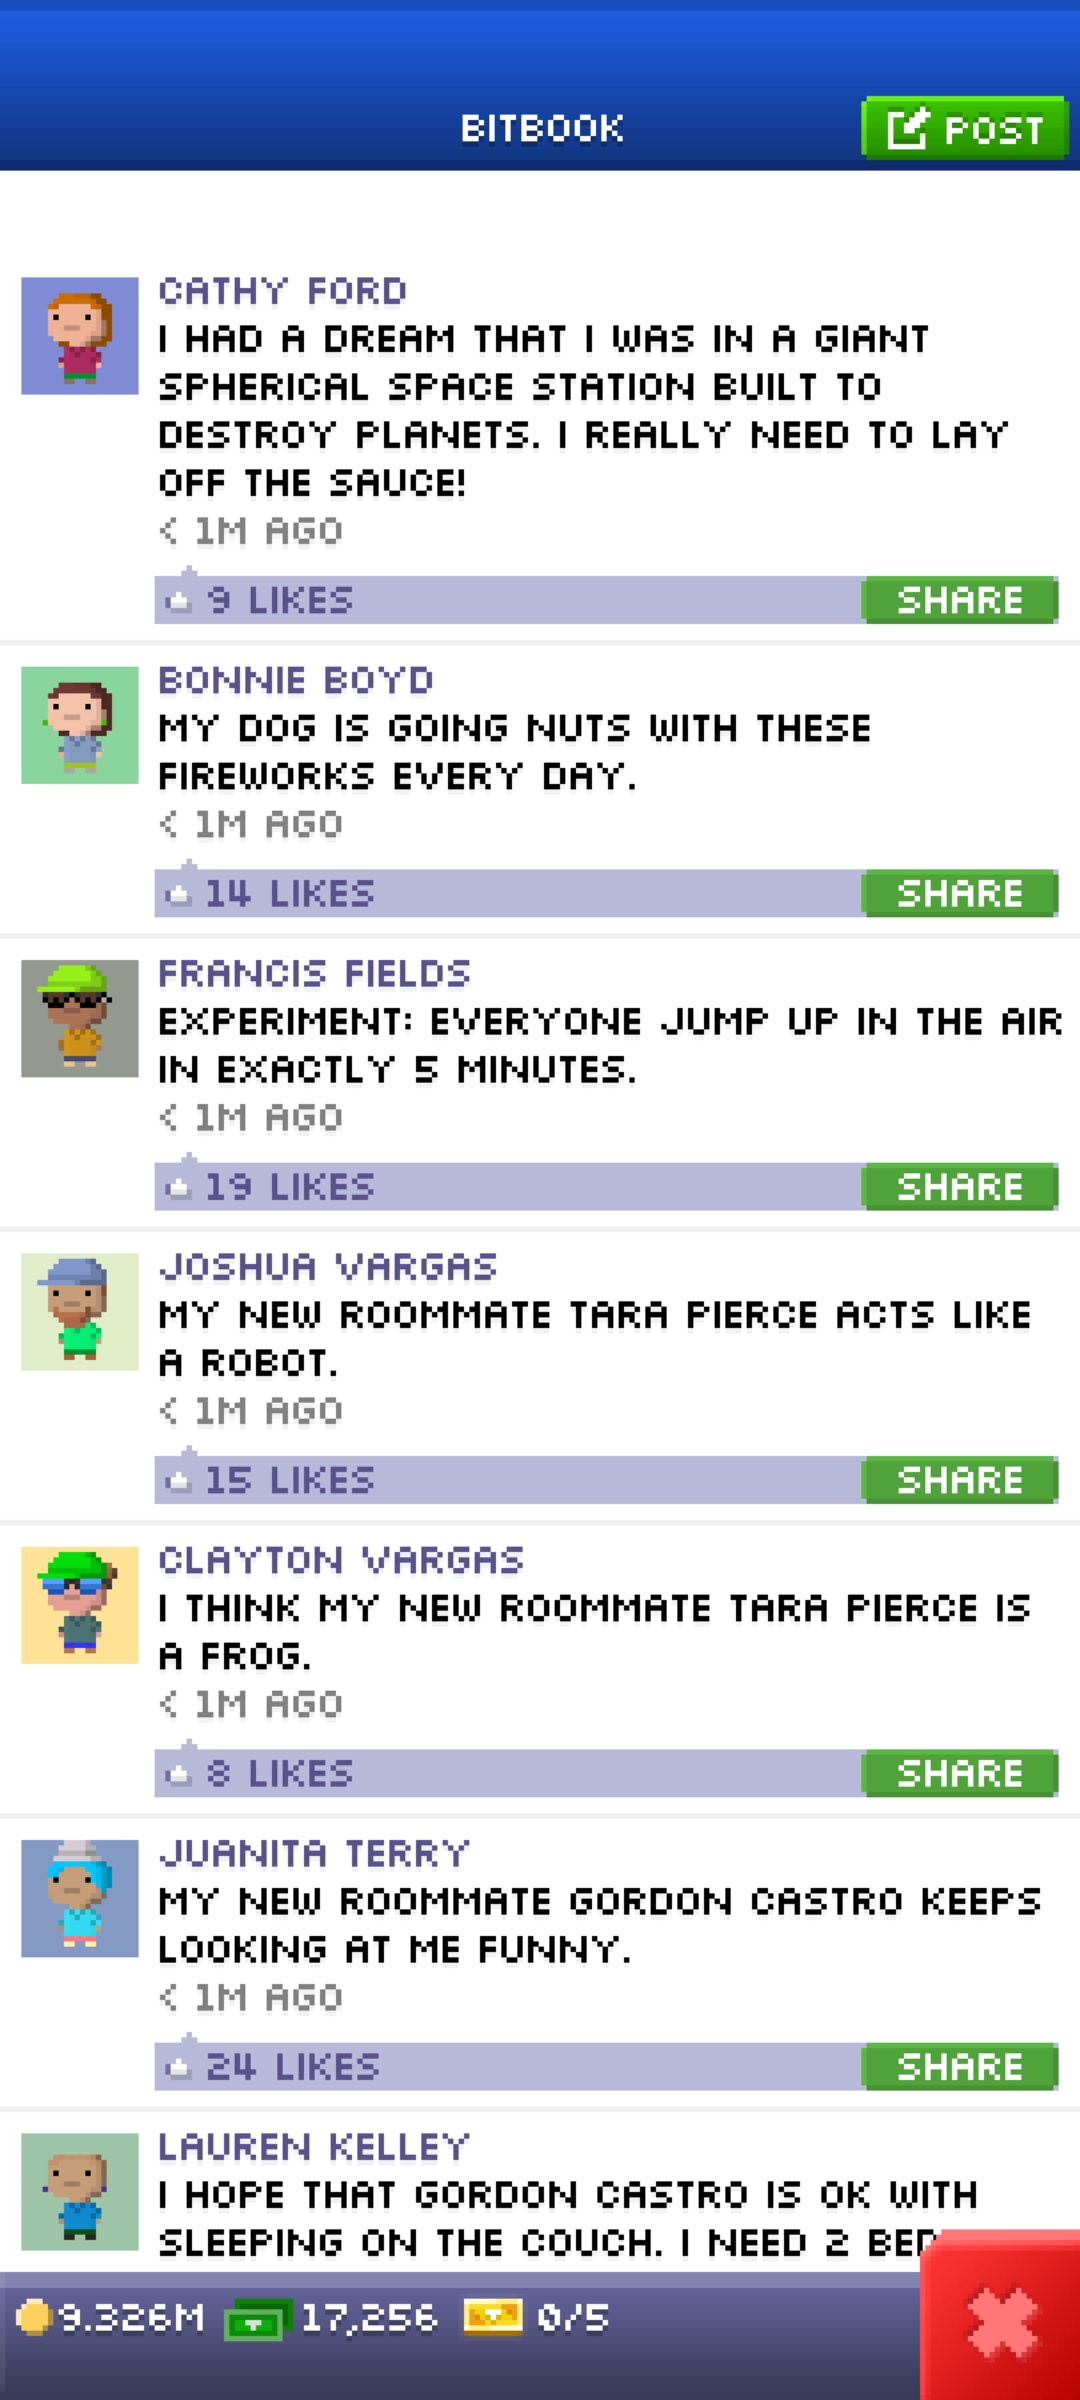 BITBOOK
POST
CATHY FORD
I HAD A DREAM THAT I WAS IN A GIANT
SPHERICAL SPACE STATION BUILT TO
DESTROY PLANETS. I REALLY NEED TO LAY
OFF THE SAUCE!
< 1M AGO
9 LIKES
SHARE
BONNIE BOYD
MY DOG IS GOING NUTS WITH THESE
FIREWORKS EVERY DAY.
< 1M AGO
14 LIKES
SHARE
FRANCIS FIELDS
EXPERIMENT: EVERYONE JUMP UP IN THE AIR
IN EXACTLY 5 MINUTES.
< 1M AGO
19 LIKES
SHARE
JOSHUA VARGAS
MY NEW ROOMMATE TARA PIERCE ACTS LIKE
A ROBOT.
< 1M AGO
15 LIKES
SHARE
CLAYTON VARGAS
I THINK MY NEW ROOMMATE TARA PIERCE IS
A FROG.
< 1M AGO
8 LIKES
SHARE
JUANITA TERRY
MY NEW ROOMMATE GORDON CASTRO KEEPS
LOOKING AT ME FUNNY.
< 1M AGO
24 LIKES
SHARE
LAUREN KELLEY
I HOPE THAT GORDON CASTRO IS OK WITH
SLEEPING ON THE COUCH. I NEED 2 BED
9.326M
17,256
0/5